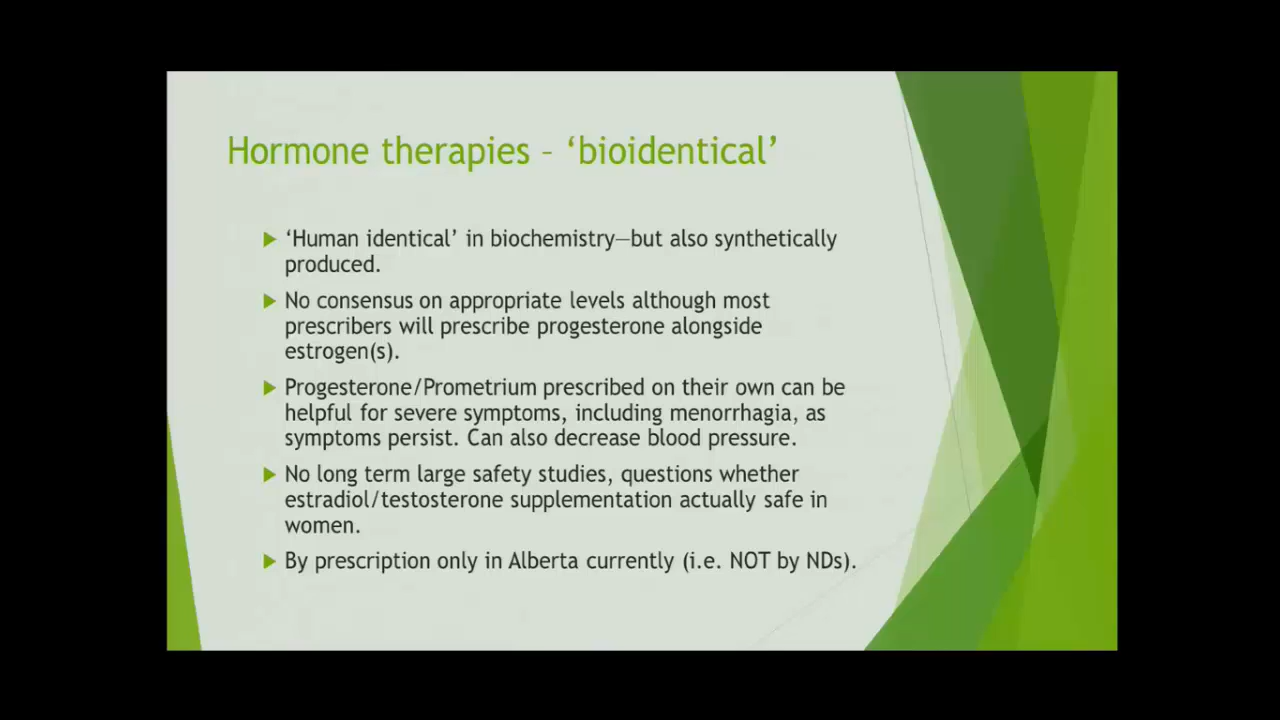 Hormone therapies – ‘bioidentical’
‘Human identical’ in biochemistry—but also synthetically
produced.
No consensus on appropriate levels although most
prescribers will prescribe progesterone alongside
estrogen(s).
Progesterone/Prometrium prescribed on their own can be
helpful for severe symptoms, including menorrhagia, as
symptoms persist. Can also decrease blood pressure.
No long term large safety studies, questions whether
estradiol/testosterone supplementation actually safe in
women.
By prescription only in Alberta currently (i.e. NOT by NDs).